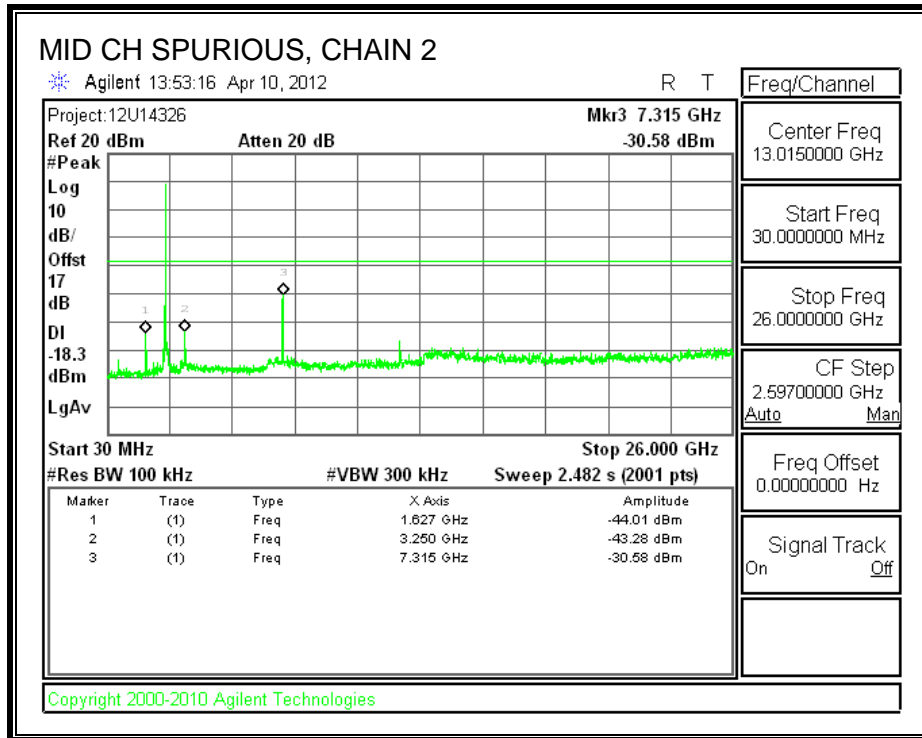 MID CH SPURIOUS, CHAIN 2
Agilent 13:53:16 Apr 10, 2012 R T
Project:12U14326 Mkr3 7.315 GHz
Ref 20 dBm Atten 20 dB -30.58 dBm
#Peak
Log
10
dB/
Offst
17
dB
DI
-18.3
dBm
LgAv
1
2
3
Start 30 MHz Stop 26.000 GHz
#Res BW 100 kHz #VBW 300 kHz Sweep 2.482 s (2001 pts)
Marker Trace Type X Axis Amplitude
1 (1) Freq 1.627 GHz -44.01 dBm
2 (1) Freq 3.250 GHz -43.28 dBm
3 (1) Freq 7.315 GHz -30.58 dBm
Copyright 2000-2010 Agilent Technologies
Freq/Channel
Center Freq
13.0150000 GHz
Start Freq
30.0000000 MHz
Stop Freq
26.0000000 GHz
CF Step
2.59700000 GHz
Auto Man
Freq Offset
0.00000000 Hz
Signal Track
On Off